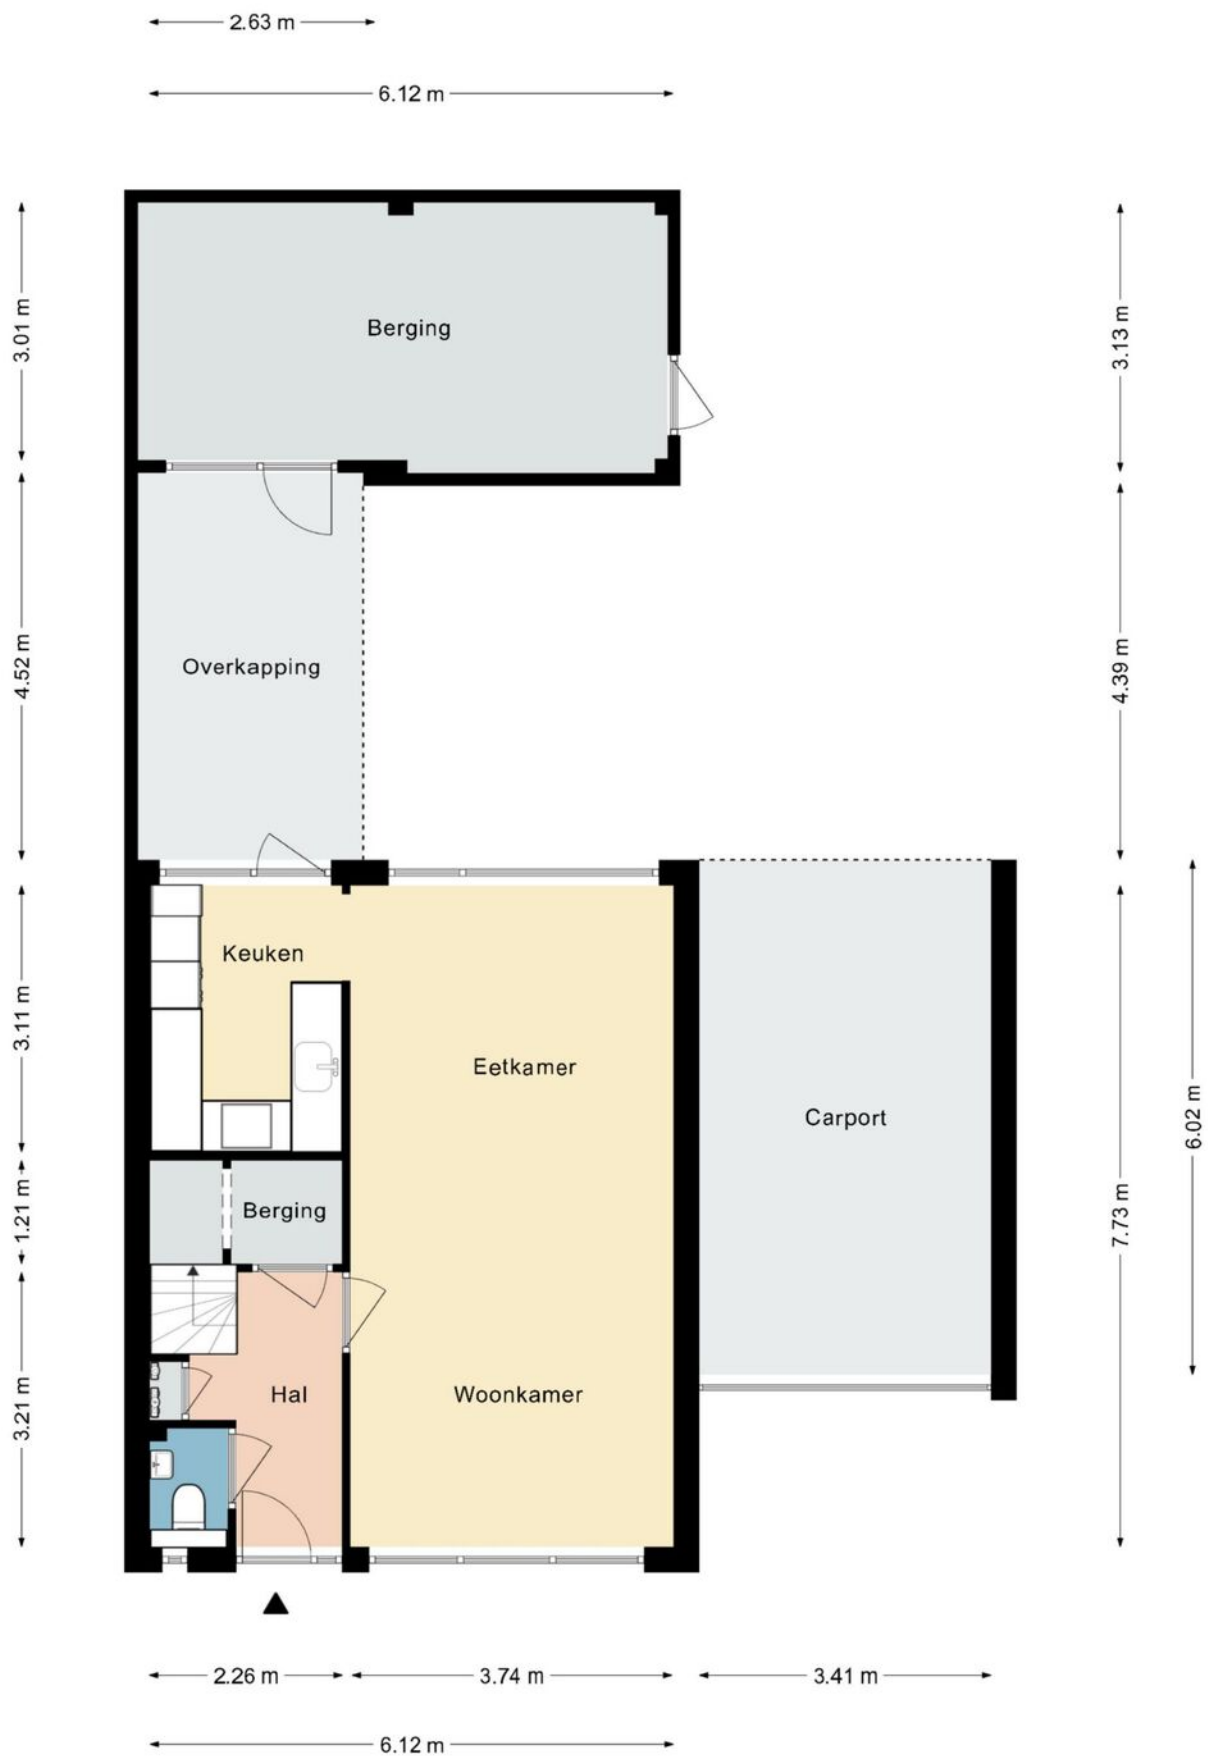 2.63 m
6.12 m
3.01 m
Berging
3.13 m
4.52 m
Overkapping
4.39 m
Keuken
3.11 m
Eetkamer
Carport
6.02 m
1.21 m
Berging
7.73 m
3.21 m
Hal
Woonkamer
2.26 m
3.74 m
3.41 m
6.12 m